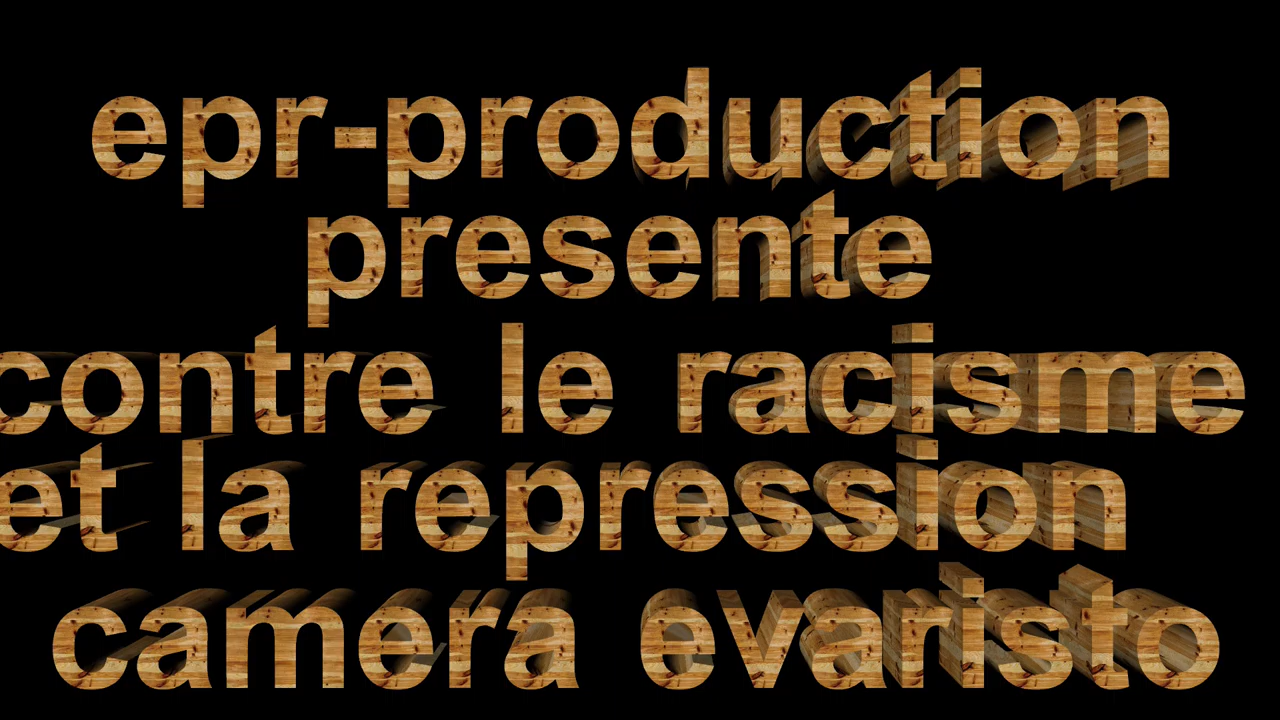 epr-production
presente
contre le racisme
et la repression
camera evaristo